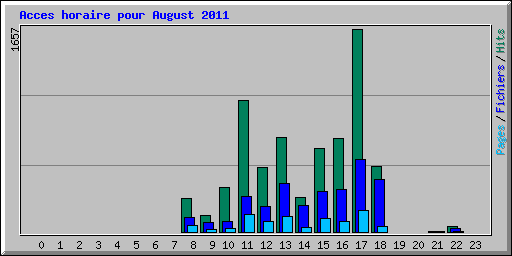 Acces horaire pour August 2011
1657
Pages/Fichiers/Hits
0 1 2 3 4 5 6 7 8 9 10 11 12 13 14 15 16 17 18 19 20 21 22 23